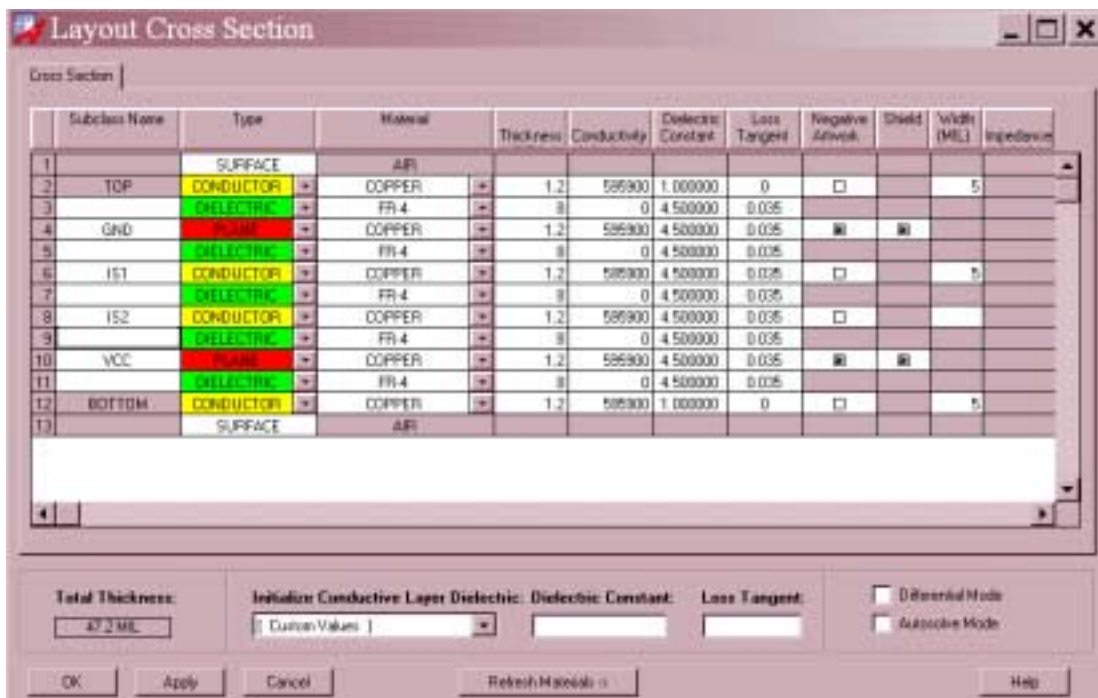 Layout Cross Section
Cross Section
Subclass Name Type Material Thickness Conductivity Dielectric Constant Loss Tangent Negative Artwork Shield Width (MIL) Impedance
1 SURFACE AIR
2 TOP CONDUCTOR COPPER 1.2 595900 1.000000 0 5
3 DIELECTRIC FR-4 8 0 4.500000 0.035
4 GND PLANE COPPER 1.2 595900 4.500000 0.035
5 DIELECTRIC FR-4 8 0 4.500000 0.035
6 IS1 CONDUCTOR COPPER 1.2 595900 4.500000 0.035 5
7 DIELECTRIC FR-4 8 0 4.500000 0.035
8 IS2 CONDUCTOR COPPER 1.2 595900 4.500000 0.035
9 DIELECTRIC FR-4 8 0 4.500000 0.035
10 VCC PLANE COPPER 1.2 595900 4.500000 0.035
11 DIELECTRIC FR-4 8 0 4.500000 0.035
12 BOTTOM CONDUCTOR COPPER 1.2 595900 1.000000 0 5
13 SURFACE AIR
Total Thickness:
47.2 MIL
Initialize Conductive Layer Dielectric: Dielectric Constant: Loss Tangent:
[ Custom Values ]
Differential Mode
Autosolve Mode
OK Apply Cancel Refresh Materials Help